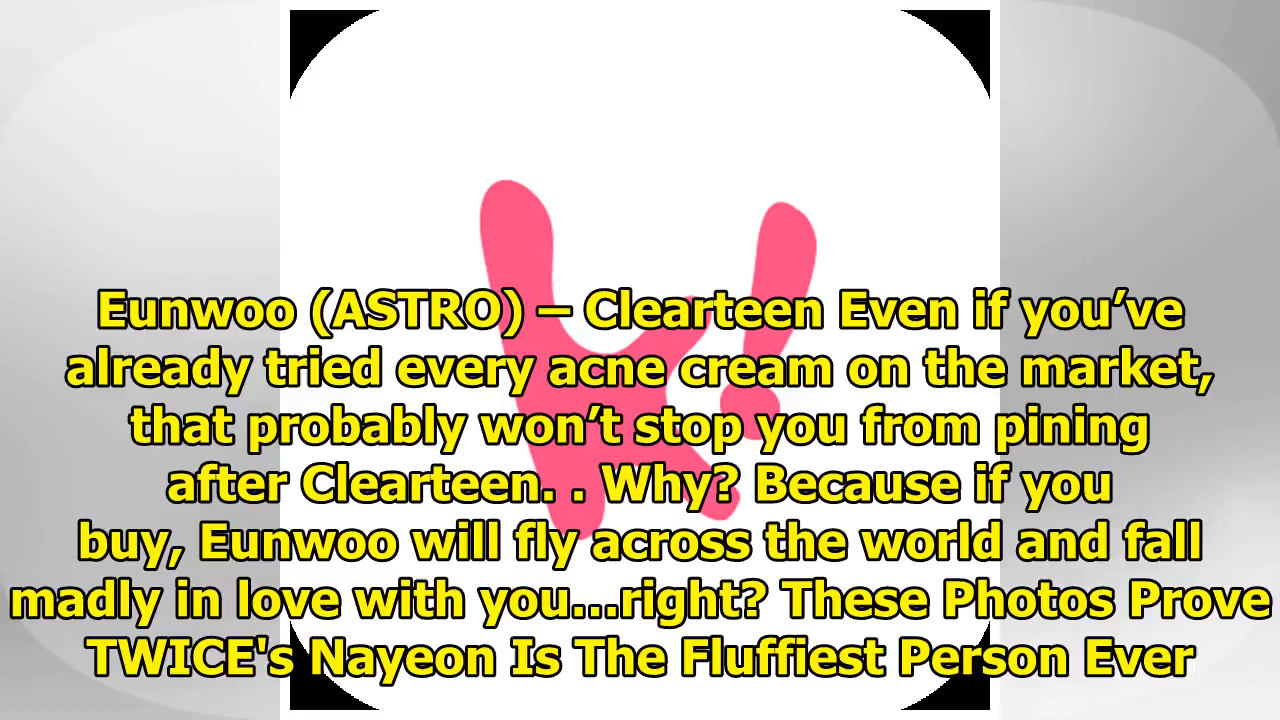 Eunwoo (ASTRO) – Clearteen Even if you’ve
already tried every acne cream on the market,
that probably won’t stop you from pining
after Clearteen. . Why? Because if you
buy, Eunwoo will fly across the world and fall
madly in love with you...right? These Photos Prove
TWICE's Nayeon Is The Fluffiest Person Ever